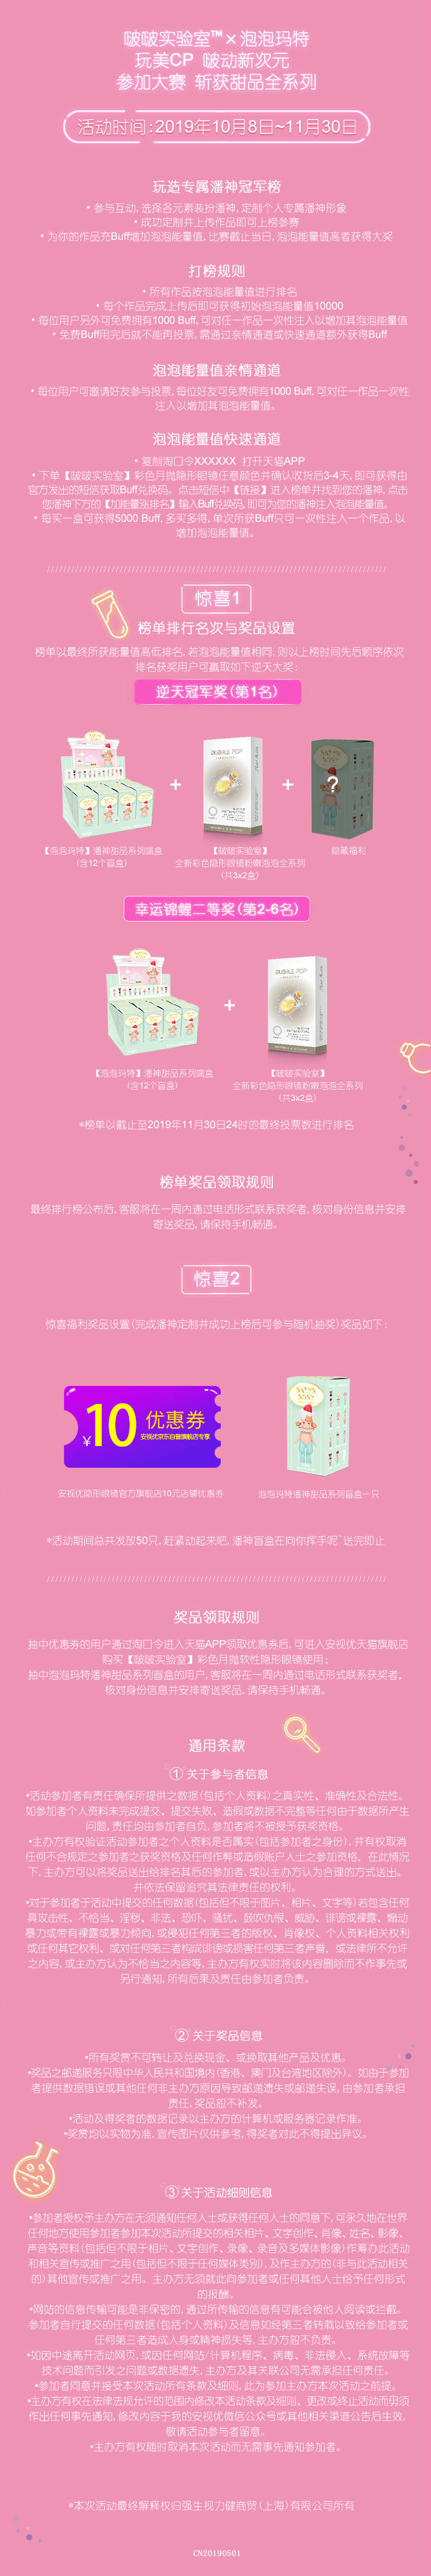 啵啵实验室™×泡泡玛特
玩美CP 啵动新次元
参加大赛 斩获甜品全系列
活动时间:2019年10月8日~11月30日
玩造专属潘神冠军榜
• 参与互动,选择各元素装扮潘神,定制个人专属潘神形象
• 成功定制并上传作品即可上榜参赛
• 为你的作品充Buff增加泡泡能量值,比赛截止当日,泡泡能量值高者获得大奖
打榜规则
• 所有作品按泡泡能量值进行排名
• 每个作品完成上传后即可获得初始泡泡能量值10000
• 每位用户另外可免费拥有1000 Buff,可对任一作品一次性注入以增加其泡泡能量值
• 免费Buff用完后就不能再投票,需通过亲情通道或快速通道额外获得Buff
泡泡能量值亲情通道
• 每位用户可邀请好友参与投票,每位好友可免费拥有1000 Buff,可对任一作品一次性
注入以增加其泡泡能量值。
泡泡能量值快速通道
• 复制淘口令XXXXXX 打开天猫APP
• 下单【啵啵实验室】彩色月抛隐形眼镜任意颜色并确认收货后3-4天,即可获得由
官方发出的短信获取Buff兑换码。点击短信中【链接】进入榜单并找到您的潘神,点击
您潘神下方的【加能量涨排名】输入Buff兑换码,即可为您的潘神注入泡泡能量值。
• 每买一盒可获得5000 Buff,多买多得,单次所获Buff只可一次性注入一个作品,以
增加泡泡能量值。
惊喜1
榜单排行名次与奖品设置
榜单以最终所获能量值高低排名,若泡泡能量值相同,则以上榜时间先后顺序依次
排名获奖用户可赢取如下逆天大奖:
逆天冠军奖(第1名)
BUBBLE POP
+
+
?
【泡泡玛特】潘神甜品系列端盒
(含12个盲盒)
【啵啵实验室】
全新彩色隐形眼镜粉嫩泡泡全系列
(共3x2盒)
隐藏福利
幸运锦鲤二等奖(第2-6名)
BUBBLE POP
+
【泡泡玛特】潘神甜品系列端盒
(含12个盲盒)
【啵啵实验室】
全新彩色隐形眼镜粉嫩泡泡全系列
(共3x2盒)
*榜单以截止至2019年11月30日24时的最终投票数进行排名
榜单奖品领取规则
最终排行榜公布后,客服将在一周内通过电话形式联系获奖者,核对身份信息并安排
寄送奖品,请保持手机畅通。
惊喜2
惊喜福利奖品设置(完成潘神定制并成功上榜后可参与随机抽奖)奖品如下:
¥10 优惠券
安视优京东自营旗舰店专享
安视优隐形眼镜官方旗舰店10元店铺优惠券
泡泡玛特潘神甜品系列盲盒一只
*活动期间总共发放50只,赶紧动起来吧,潘神盲盒在向你挥手呢~送完即止
奖品领取规则
抽中优惠券的用户通过淘口令进入天猫APP领取优惠券后,可进入安视优天猫旗舰店
购买【啵啵实验室】彩色月抛软性隐形眼镜使用;
抽中泡泡玛特潘神甜品系列盲盒的用户,客服将在一周内通过电话形式联系获奖者,
核对身份信息并安排寄送奖品,请保持手机畅通。
通用条款
①关于参与者信息
•活动参加者有责任确保所提供之数据(包括个人资料)之真实性、准确性及合法性。
如参加者个人资料未完成提交、提交失败、造假或数据不完整等任何由于数据所产生
问题,责任均由参加者自负,参加者将不被授予获奖资格。
•主办方有权验证活动参加者之个人资料是否属实(包括参加者之身份),并有权取消
任何不合规定之参加者之获奖资格及任何作弊或造假账户人士之参加资格，在此情况
下,主办方可以将奖品送出给排名其后的参加者,或以主办方认为合理的方式送出。
并依法保留追究其法律责任的权利。
•对于参加者于活动中提交的任何数据(包括但不限于图片、相片、文字等)若包含任何
具攻击性、不恰当、淫秽、非法、恐吓、骚扰、鼓吹仇恨、威胁、诽谤或裸露、煽动
暴力或带有裸露或暴力倾向,或侵犯任何第三者的版权、肖像权、个人资料相关权利
或任何其它权利、或对任何第三者构成诽谤或损害任何第三者声誉、或法律所不允许
之内容,或主办方认为不恰当之内容等,主办方有权实时将该内容删除而不作事先或
另行通知,所有后果及责任由参加者负责。
②关于奖品信息
•所有奖赏不可转让及兑换现金、或换取其他产品及优惠。
•奖品之邮递服务只限中华人民共和国境内(香港、澳门及台湾地区除外)。如由于参加
者提供数据错误或其他任何非主办方原因导致邮递遗失或邮递失误,由参加者承担
责任,奖品恕不补发。
•活动及得奖者的数据记录以主办方的计算机或服务器记录作准。
•奖赏均以实物为准,宣传图片仅供参考,得奖者对此不得提出异议。
③关于活动细则信息
•参加者授权予主办方在无须通知任何人士或获得任何人士的同意下,可永久地在世界
任何地方使用参加者参加本次活动所提交的相关相片、文字创作、肖像、姓名、影像、
声音等资料(包括但不限于相片、文字创作、录像、录音及多媒体影像)作筹办此活动
和相关宣传或推广之用(包括但不限于任何媒体类别),及作主办方的(非与此活动相关
的)其他宣传或推广之用。主办方无须就此向参加者或任何其他人士给予任何形式
的报酬。
•网站的信息传输可能是非保密的,通过所传输的信息有可能会被他人阅读或拦截。
参加者自行提交的任何数据(包括个人资料)及信息如经第三者转载以致给参加者或
任何第三者造成人身或精神损失等,主办方恕不负责。
•如因中途离开活动网页,或因任何网站/计算机程序、病毒、非法侵入、系统故障等
技术问题而引发之问题或数据遗失,主办方及其关联公司无需承担任何责任。
•参加者同意并接受本次活动所有条款及细则,此为参加主办方本次活动之前提。
•主办方有权在法律法规允许的范围内修改本活动条款及细则、更改或终止活动而毋须
作出任何事先通知,修改内容于我的安视优微信公众号或其他相关渠道公告后生效,
敬请活动参与者留意。
•主办方有权随时取消本次活动而无需事先通知参加者。
*本次活动最终解释权归强生视力健商贸(上海)有限公司所有
CN20190501